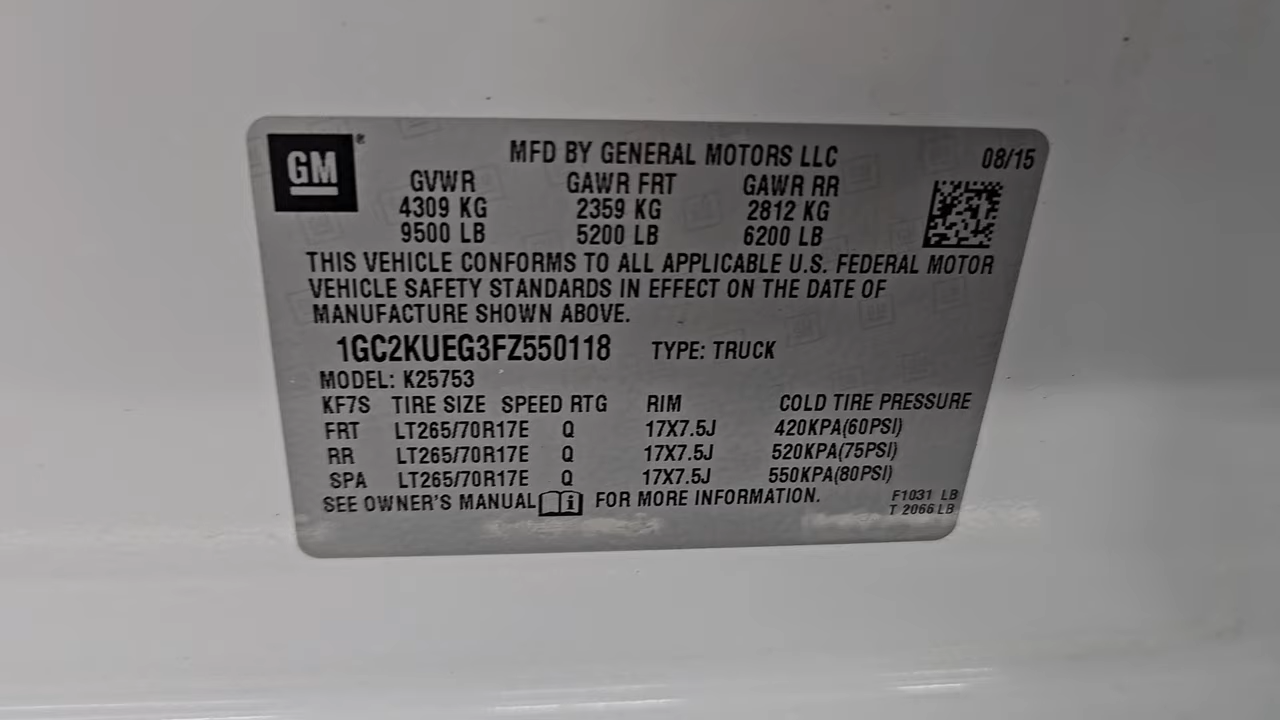 GM ®
MFD BY GENERAL MOTORS LLC 08/15
GVWR GAWR FRT GAWR RR
4309 KG 2359 KG 2812 KG
9500 LB 5200 LB 6200 LB
THIS VEHICLE CONFORMS TO ALL APPLICABLE U.S. FEDERAL MOTOR
VEHICLE SAFETY STANDARDS IN EFFECT ON THE DATE OF
MANUFACTURE SHOWN ABOVE.
1GC2KUEG3FZ550118 TYPE: TRUCK
MODEL: K25753
KF7S TIRE SIZE SPEED RTG RIM COLD TIRE PRESSURE
FRT LT265/70R17E Q 17X7.5J 420KPA(60PSI)
RR LT265/70R17E Q 17X7.5J 520KPA(75PSI)
SPA LT265/70R17E Q 17X7.5J 550KPA(80PSI)
SEE OWNER'S MANUAL FOR MORE INFORMATION.
F1031 LB
T 2066 LB